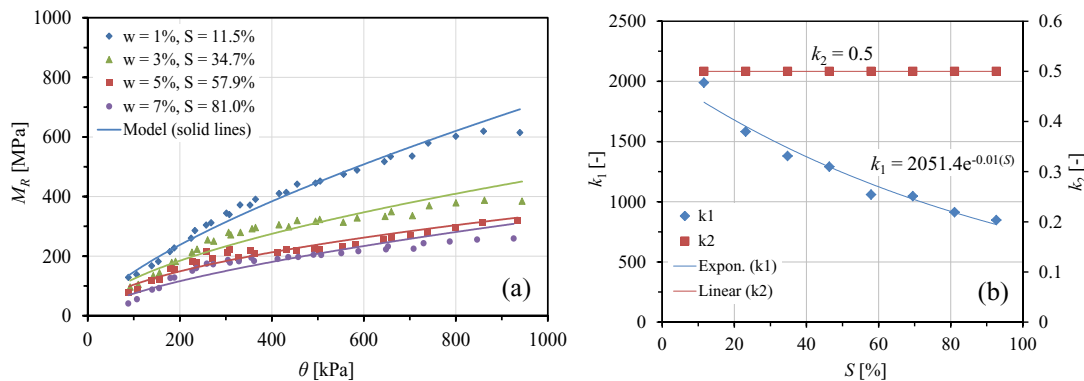 1000
800
600
400
200
0
M_R [MPa]
w = 1%, S = 11.5%
w = 3%, S = 34.7%
w = 5%, S = 57.9%
w = 7%, S = 81.0%
Model (solid lines)
(a)
0 200 400 600 800 1000
θ [kPa]
2500
2000
1500
1000
500
0
k₁ [-]
k₂ = 0.5
k₁ = 2051.4e^-0.01(S)
k1
k2
Expon. (k1)
Linear (k2)
(b)
0.6
0.5
0.4
0.3
0.2
0.1
0
k₂ [-]
0 20 40 60 80 100
S [%]